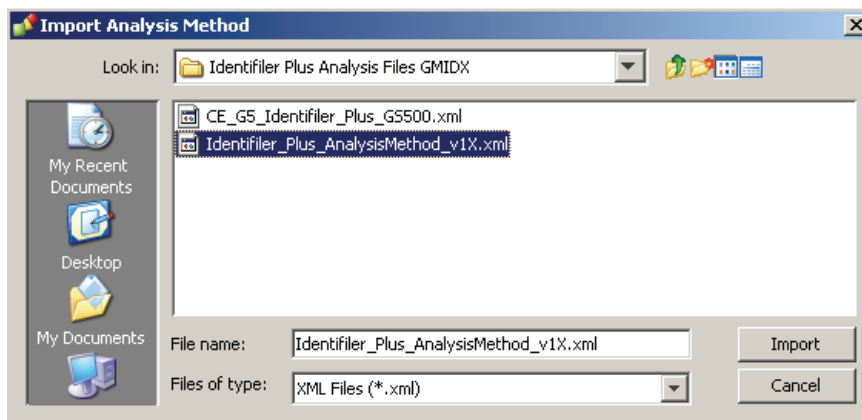 Import Analysis Method
Look in: Identifiler Plus Analysis Files GMIDX
CE_G5_Identifiler_Plus_GS500.xml
Identifiler_Plus_AnalysisMethod_v1X.xml
My Recent
Documents
Desktop
My Documents
File name: Identifiler_Plus_AnalysisMethod_v1X.xml Import
Files of type: XML Files (*.xml) Cancel